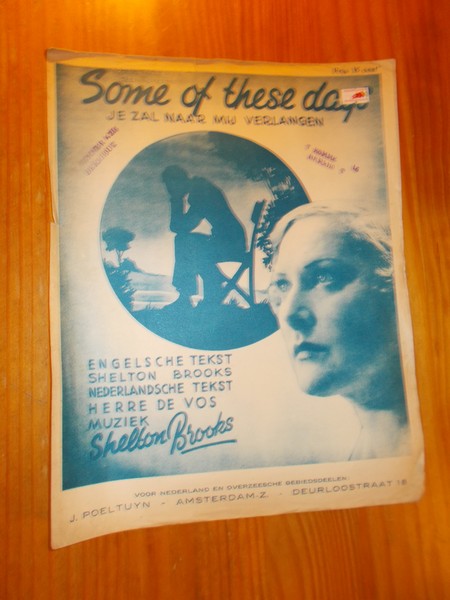 Some of these days
JE ZAL NAAR MIJ VERLANGEN
ENGELSCHE TEKST
SHELTON BROOKS
NEDERLANDSCHE TEKST
HERRE DE VOS
MUZIEK
Shelton Brooks
VOOR NEDERLAND EN OVERZEESCHE GEBIEDSDEELEN:
J. POELTUYN - AMSTERDAM-Z. - DEURLOOSTRAAT 18